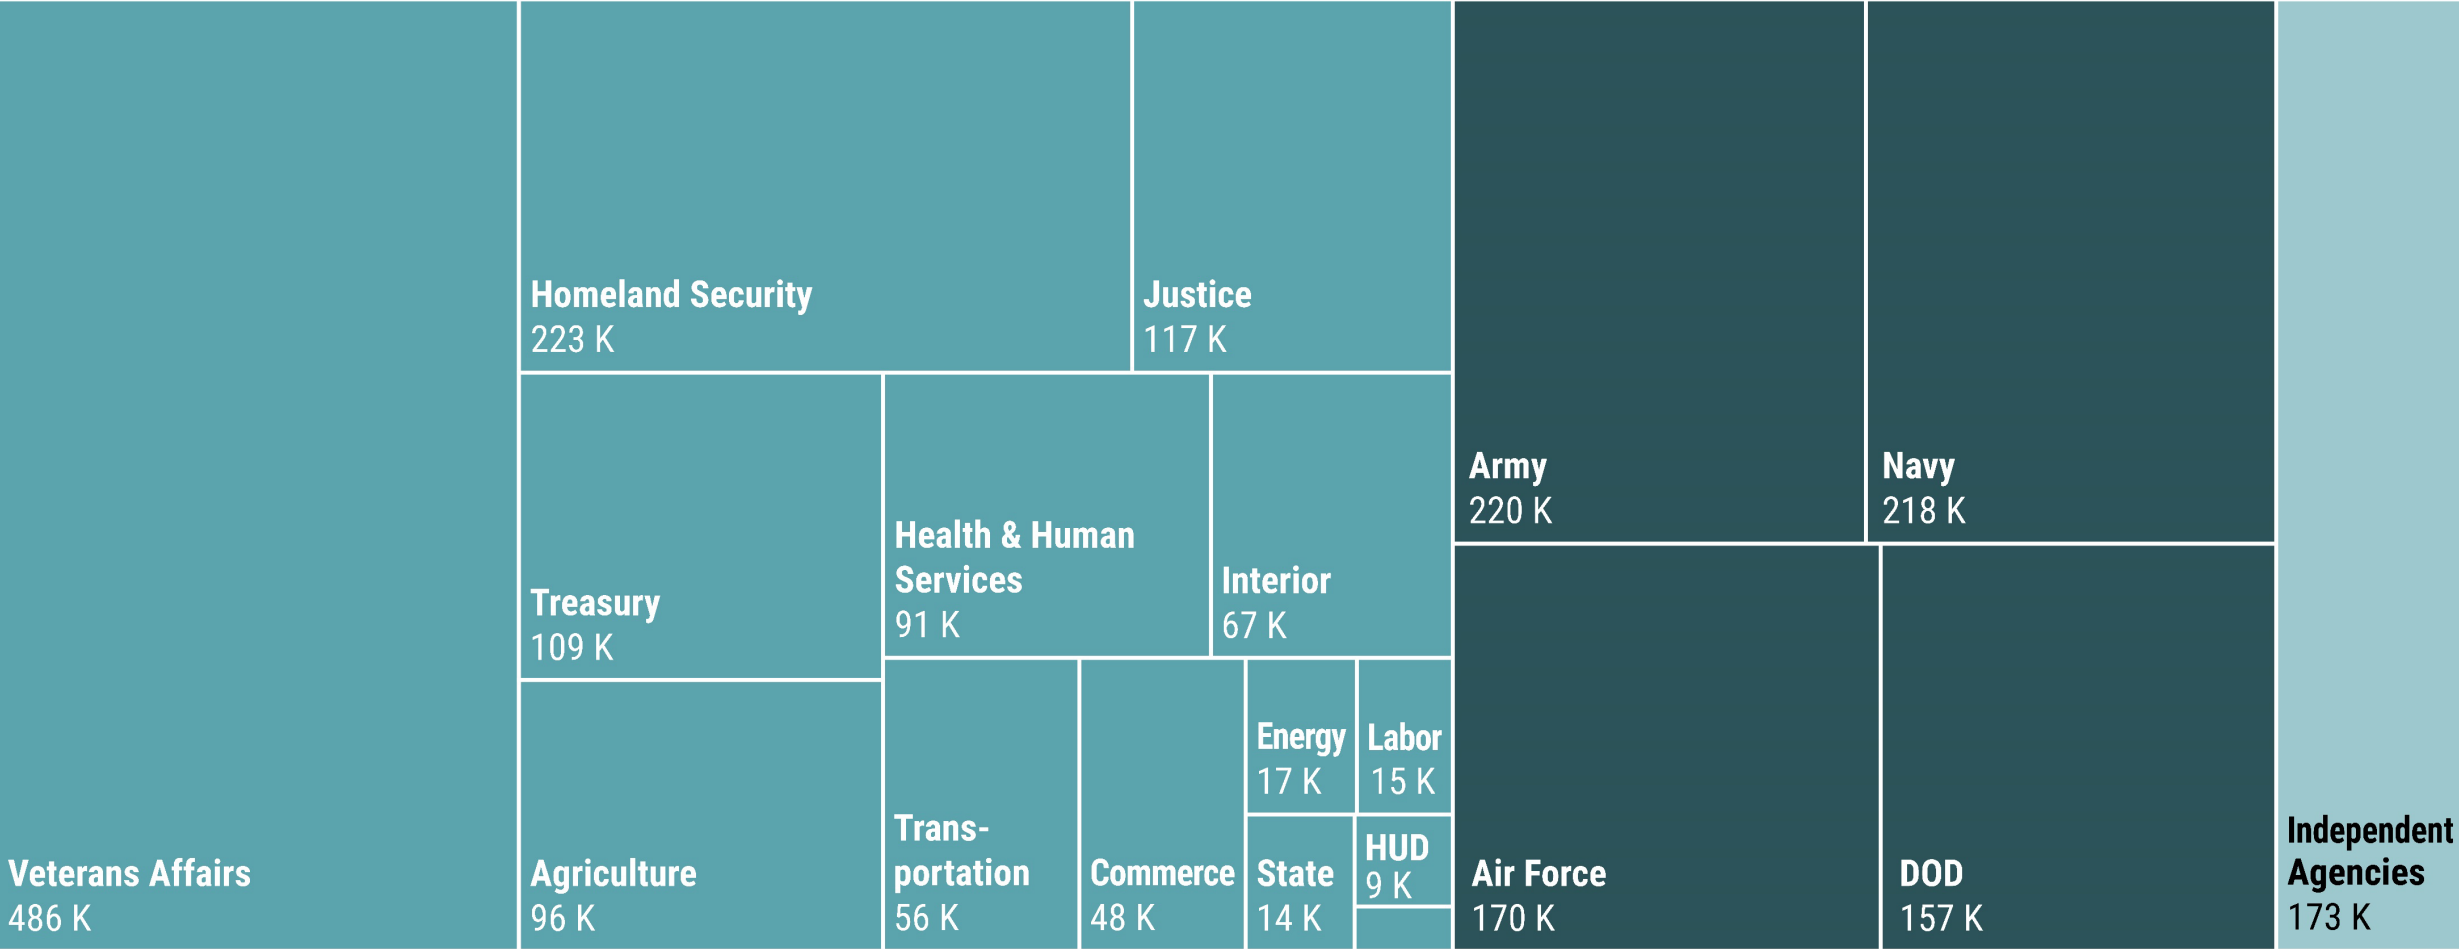 Veterans Affairs
486 K
Homeland Security
223 K
Justice
117 K
Treasury
109 K
Health & Human
Services
91 K
Interior
67 K
Agriculture
96 K
Trans-
portation
56 K
Commerce
48 K
Energy
17 K
Labor
15 K
State
14 K
HUD
9 K
Army
220 K
Navy
218 K
Air Force
170 K
DOD
157 K
Independent
Agencies
173 K